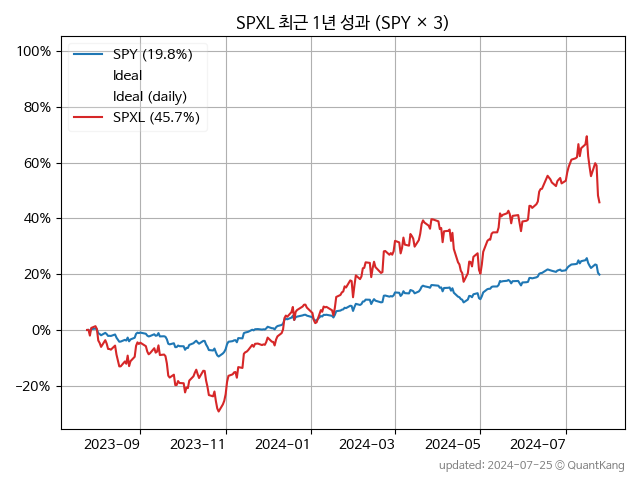 SPXL 최근 1년 성과 (SPY × 3)
100%
80%
60%
40%
20%
0%
−20%
SPY (19.8%)
Ideal
Ideal (daily)
SPXL (45.7%)
2023−09
2023−11
2024−01
2024−03
2024−05
2024−07
updated: 2024-07-25 © QuantKang